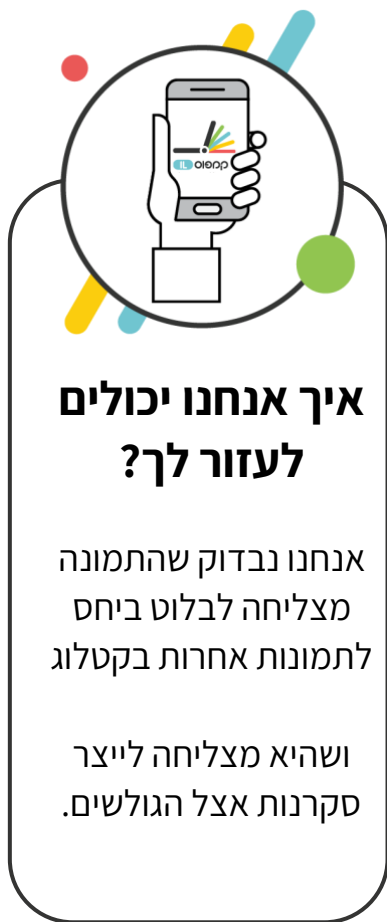 קמפוס IL
איך אנחנו יכולים
לעזור לך?
אנחנו נבדוק שהתמונה
מצליחה לבלוט ביחס
לתמונות אחרות בקטלוג
ושהיא מצליחה לייצר
סקרנות אצל הגולשים.